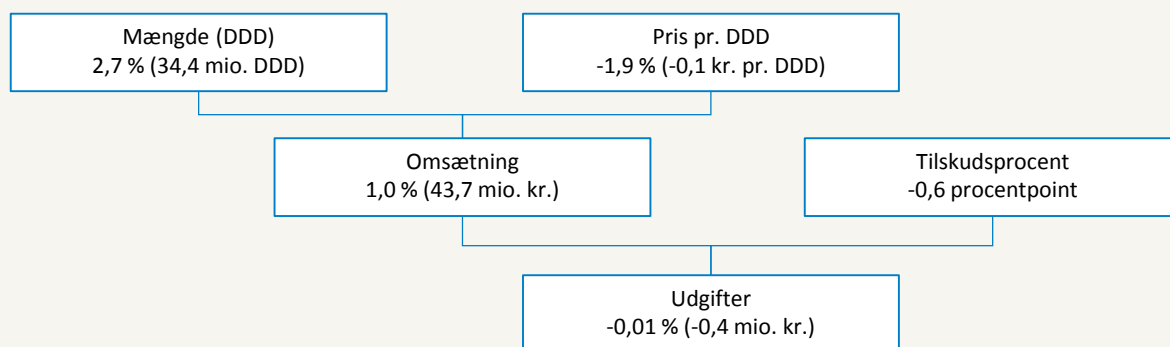 Mængde (DDD)
2,7 % (34,4 mio. DDD)
Pris pr. DDD
-1,9 % (-0,1 kr. pr. DDD)
Omsætning
1,0 % (43,7 mio. kr.)
Tilskudsprocent
-0,6 procentpoint
Udgifter
-0,01 % (-0,4 mio. kr.)